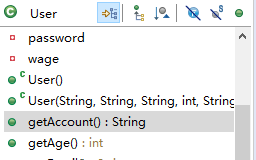 User
password
wage
User()
User(String, String, String, int, String
getAccount() : String
getAge() : int